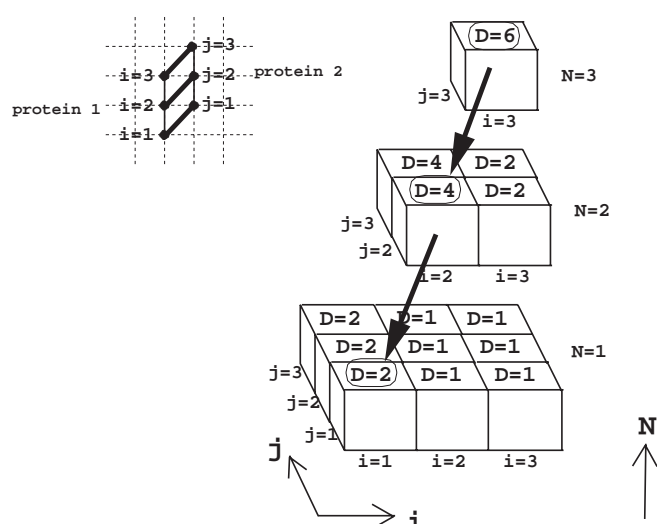 j=3
i=3
j=2
protein 2
protein 1
i=2
j=1
i=1
D=6
N=3
j=3
i=3
D=4 D=2
D=4 D=2
N=2
j=3
j=2
i=2 i=3
D=2 D=1 D=1
D=2 D=1 D=1
N=1
D=2 D=1 D=1
j=3
j=2
j=1
i=1 i=2 i=3
j
N
i